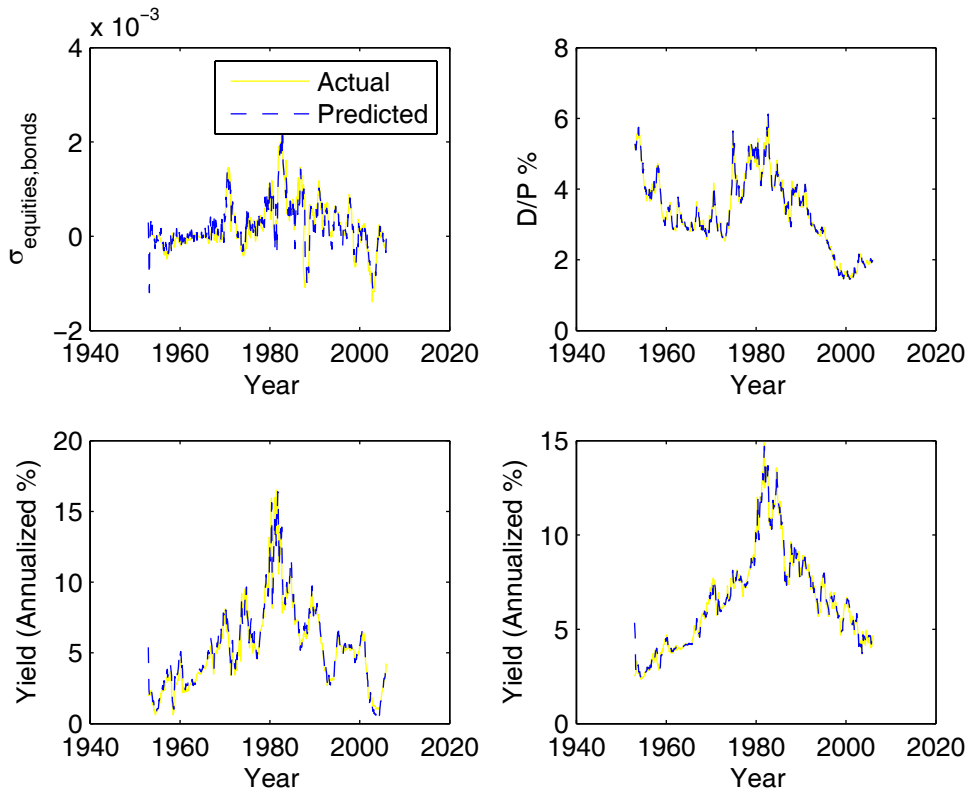 x 10⁻³
4
2
0
−2
σequities,bonds
Actual
Predicted
1940 1960 1980 2000 2020
Year
8
6
4
2
0
D/P %
1940 1960 1980 2000 2020
Year
20
15
10
5
0
Yield (Annualized %)
1940 1960 1980 2000 2020
Year
15
10
5
0
Yield (Annualized %)
1940 1960 1980 2000 2020
Year